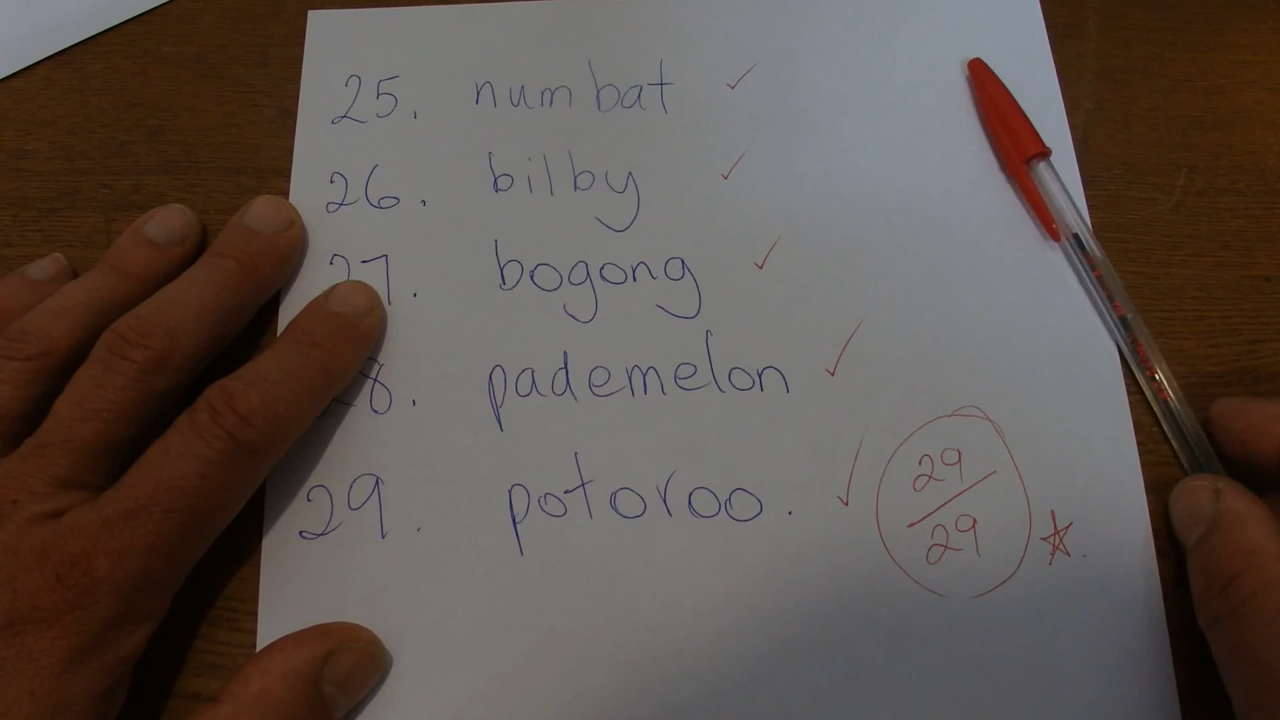 25. numbat
26. bilby
27. bogong
28. pademelon
29. potoroo.
29
29